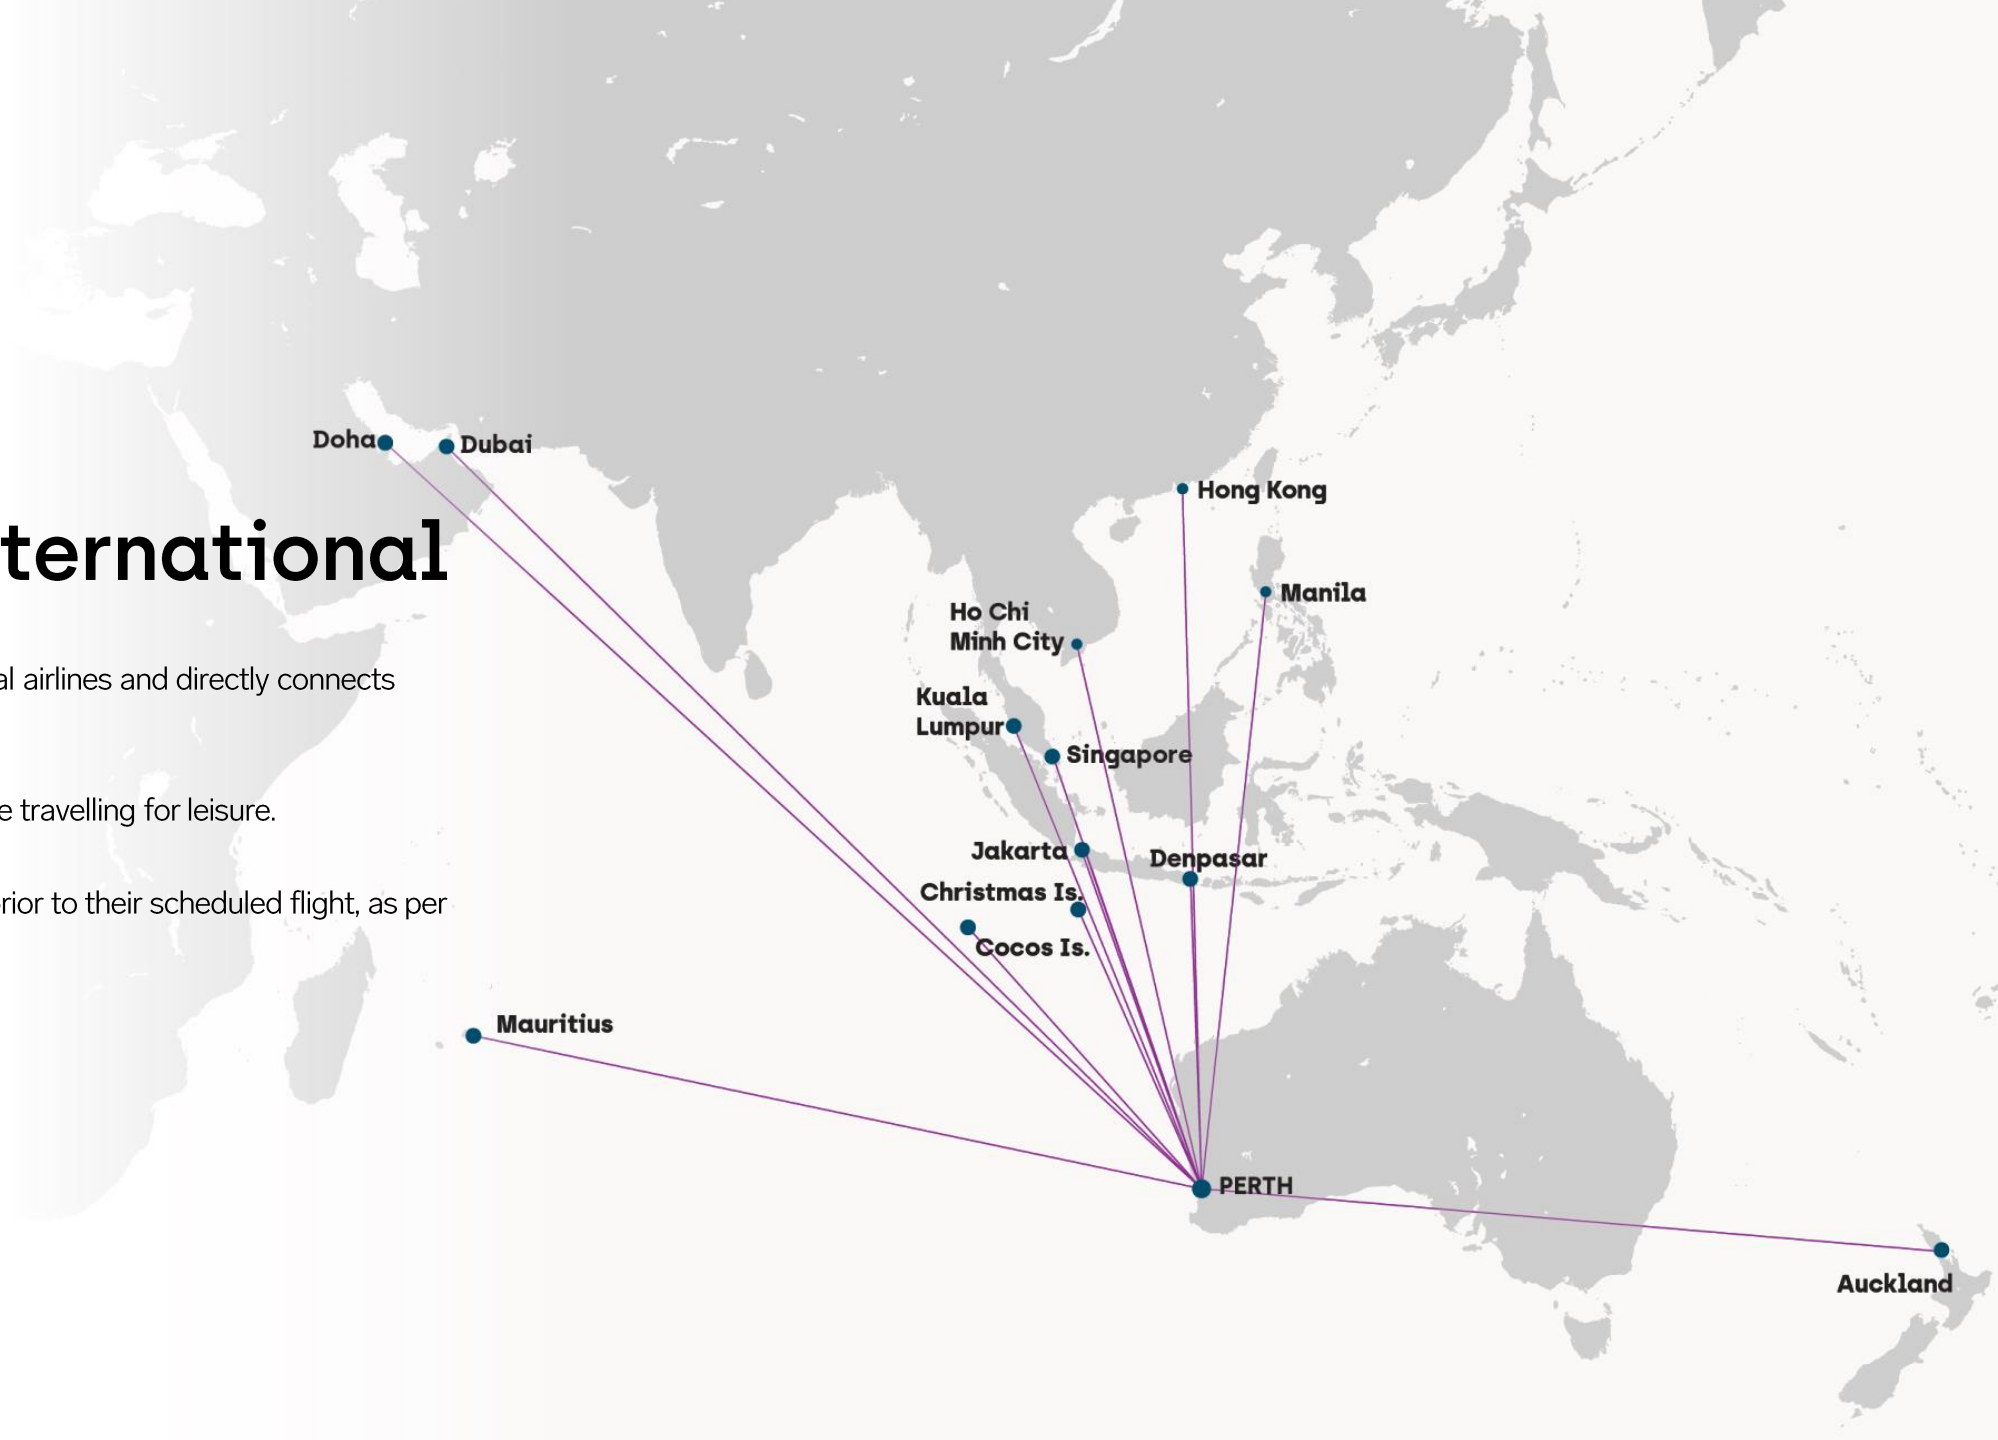 Doha
Dubai
Hong Kong
ternational
Manila
Ho Chi
Minh City
al airlines and directly connects
Kuala
Lumpur
Singapore
e travelling for leisure.
Jakarta
Denpasar
Christmas Is.
rior to their scheduled flight, as per
Cocos Is.
Mauritius
PERTH
Auckland